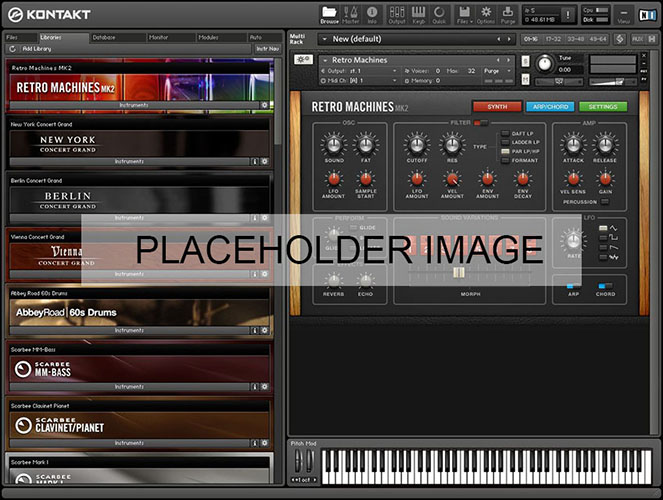 KONTAKT
Browse Master Info Output Keyb Quick Files Options Purge View
0: 48.61 MB
Cpu
Disk
NI
Files Libraries Database Monitor Modules Auto
Add Library
Instr Nav
Retro Machines MK2
RETRO MACHINES MK2
Instruments
New York Concert Grand
NEW YORK
CONCERT GRAND
Instruments
Berlin Concert Grand
BERLIN
CONCERT GRAND
Instruments
Vienna Concert Grand
Vienna
CONCERT GRAND
Abbey Road 60s Drums
AbbeyRoad | 60s Drums
Instruments
Scarbee MM-Bass
SCARBEE
MM-BASS
Instruments
Scarbee Clavinet Pianet
SCARBEE
CLAVINET/PIANET
Instruments
Scarbee Mark I
SCARBEE
MARK I
Multi
Rack
New (default)
01-16 17-32 33-48 49-64
AUX
Retro Machines
Output: st. 1
Voices: 0 Max: 32 Purge
Midi Ch: [A] 1
Memory:
S
M
Tune
0.00
RETRO MACHINES MK2
SYNTH ARP/CHORD SETTINGS
OSC
SOUND FAT
LFO AMOUNT
SAMPLE START
FILTER
CUTOFF RES
TYPE
DAFT LP
LADDER LP
PAR LP/HP
FORMANT
LFO AMOUNT
VEL AMOUNT
ENV AMOUNT
ENV DECAY
AMP
ATTACK RELEASE
VEL SENS GAIN
PERCUSSION
PERFORM
GLIDE
GLIDE
REVERB ECHO
SOUND VARIATIONS
MORPH
LFO
RATE
ARP CHORD
PLACEHOLDER IMAGE
Pitch Mod
+1 oct